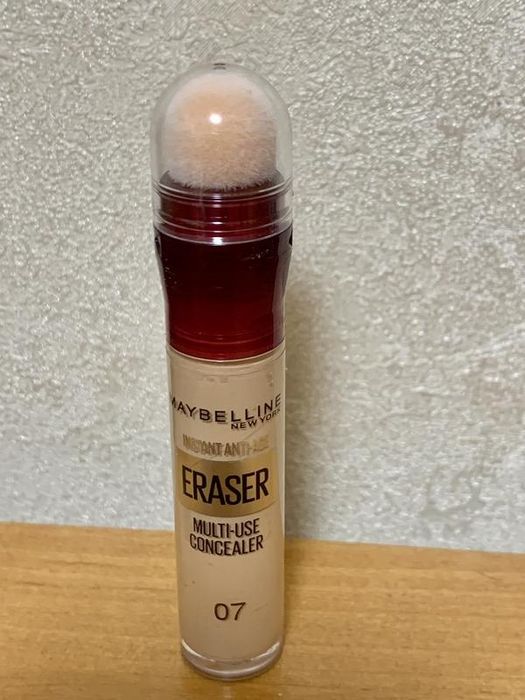 MAYBELLINE
NEW YORK
INSTANT ANTI-AGE
ERASER
MULTI-USE
CONCEALER
07